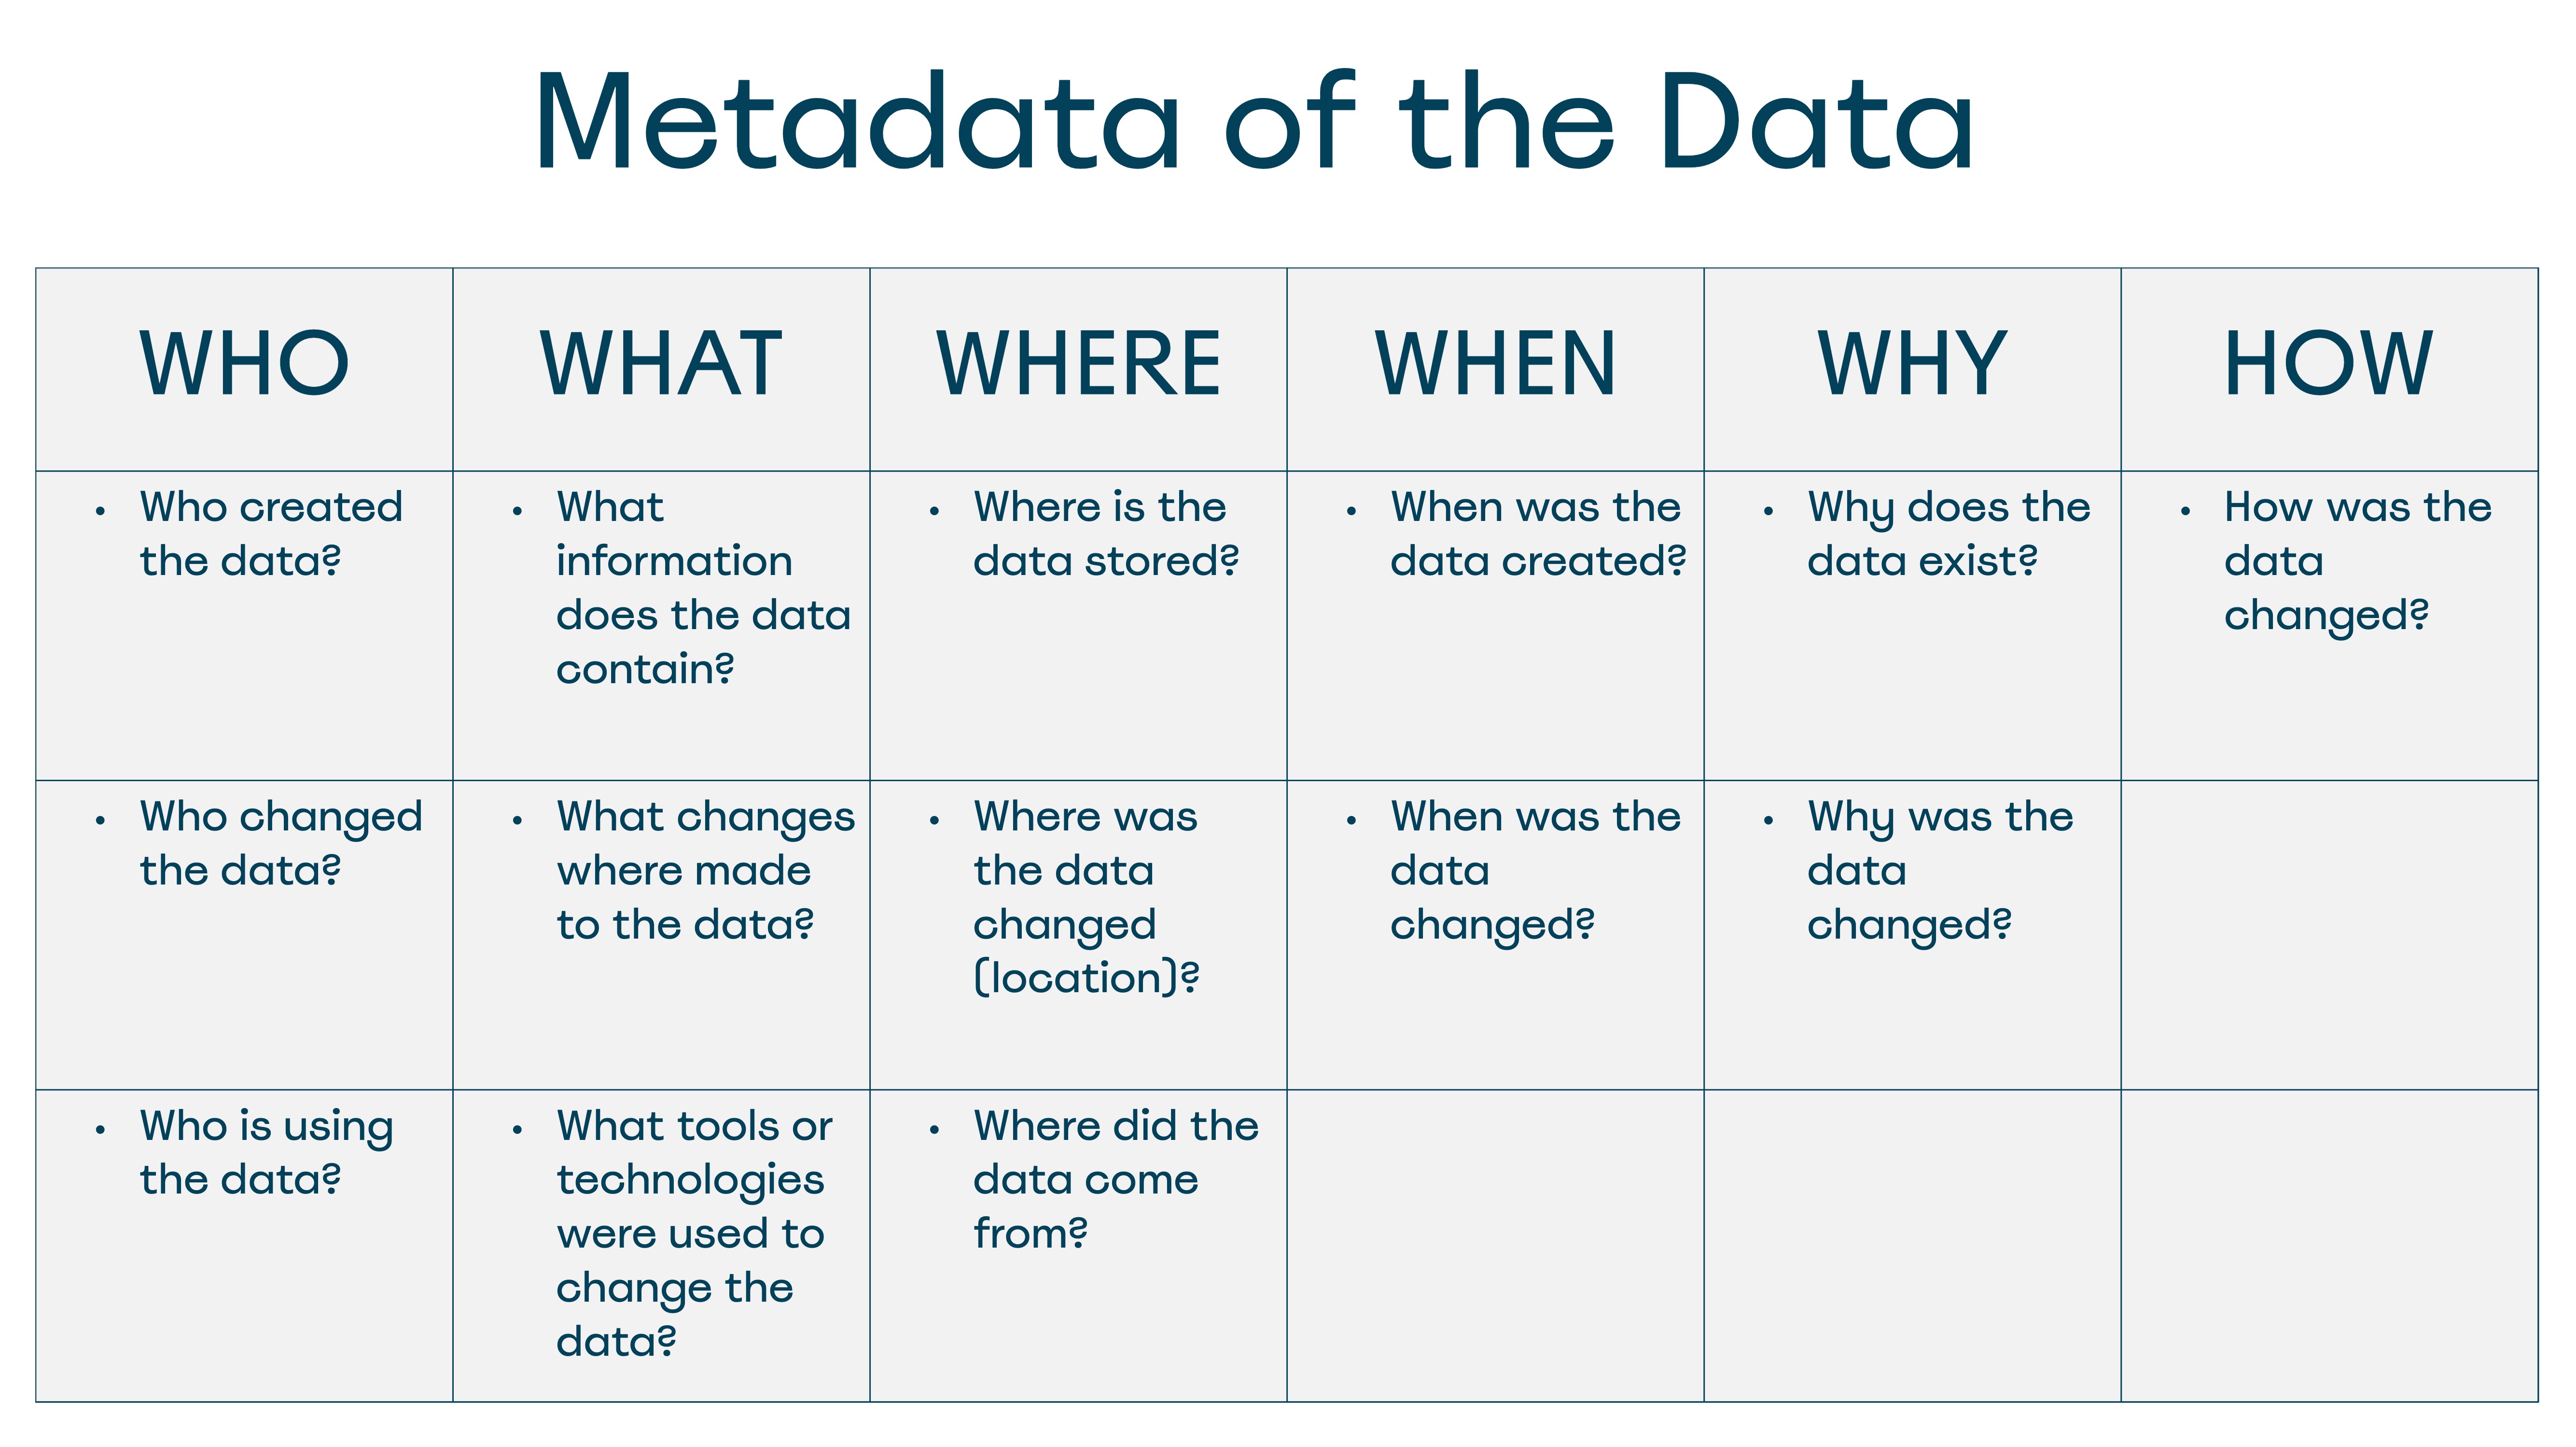 Metadata of the Data
WHO
WHAT
WHERE
WHEN
WHY
HOW
• Who created
the data?
• What
information
does the data
contain?
• Where is the
data stored?
• When was the
data created?
• Why does the
data exist?
• How was the
data
changed?
• Who changed
the data?
• What changes
where made
to the data?
• Where was
the data
changed
(location)?
• When was the
data
changed?
• Why was the
data
changed?
• Who is using
the data?
• What tools or
technologies
were used to
change the
data?
• Where did the
data come
from?